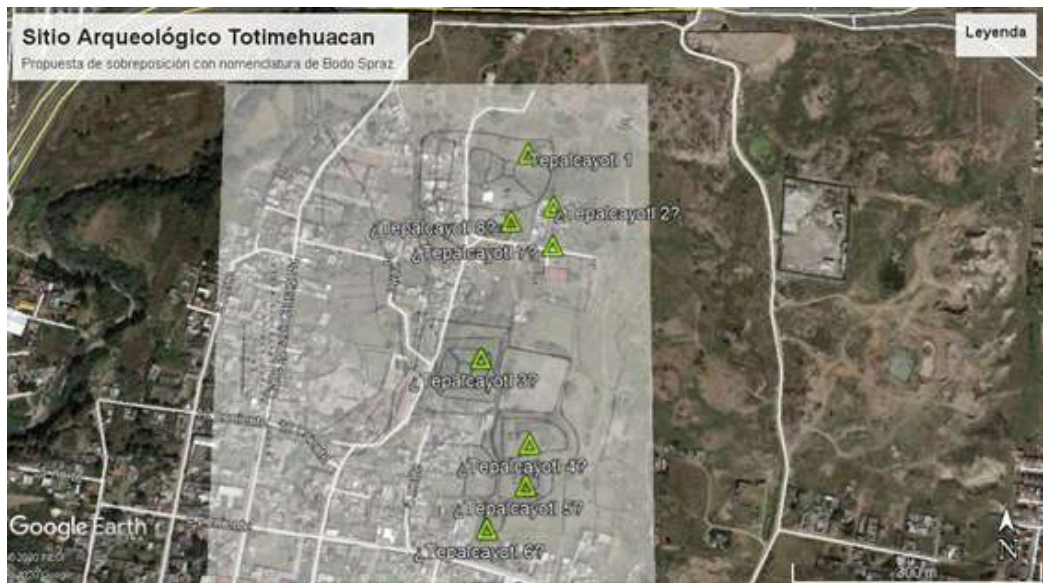 Sitio Arqueológico Totimehuacan
Propuesta de sobreposición con nomenclatura de Bodo Spraz
Leyenda
Tepalcayotl 1
¿Tepalcayotl 2?
¿Tepalcayotl 8?
¿Tepalcayotl 7?
¿Tepalcayotl 3?
¿Tepalcayotl 4?
¿Tepalcayotl 5?
¿Tepalcayotl 6?
Google Earth
N
300 m